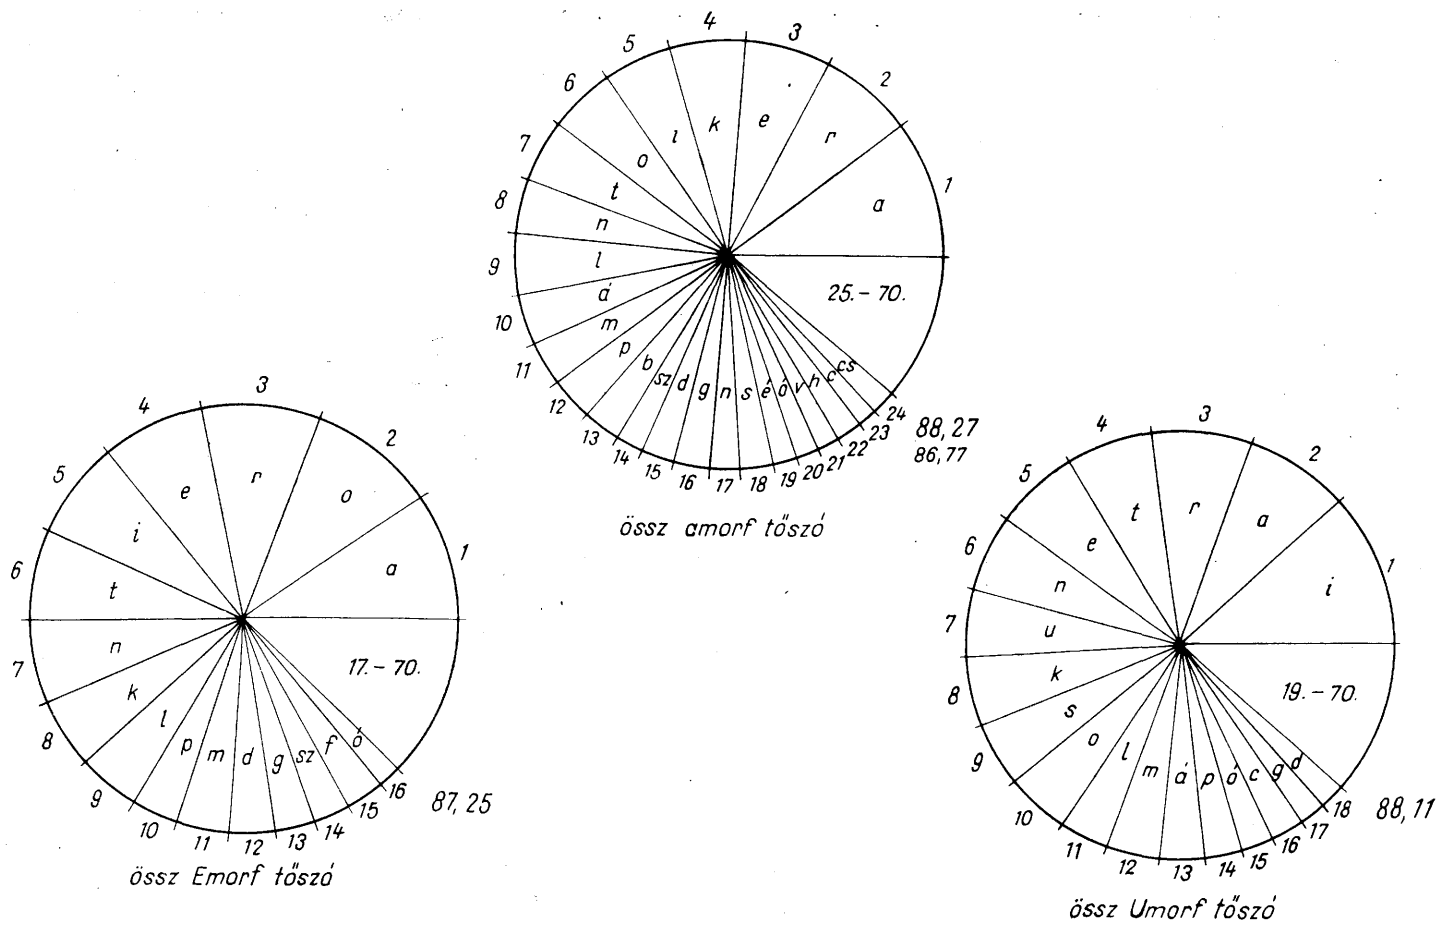 1 2 3 4 5 6 7 8 9 10 11 12 13 14 15 16 17 18 19 20 21 22 23 24
a r e k ı o t n l á m p b sz d g n s é ó v h c cs
25.– 70.
88,27
86,77
össz amorf tőszó
1 2 3 4 5 6 7 8 9 10 11 12 13 14 15 16
a o r e i t n k l p m d g sz f ó
17.– 70.
87,25
össz Emorf tőszó
1 2 3 4 5 6 7 8 9 10 11 12 13 14 15 16 17 18
i a r t e n u k s o l m á p ó c g d
19.– 70.
88,11
össz Umorf tőszó